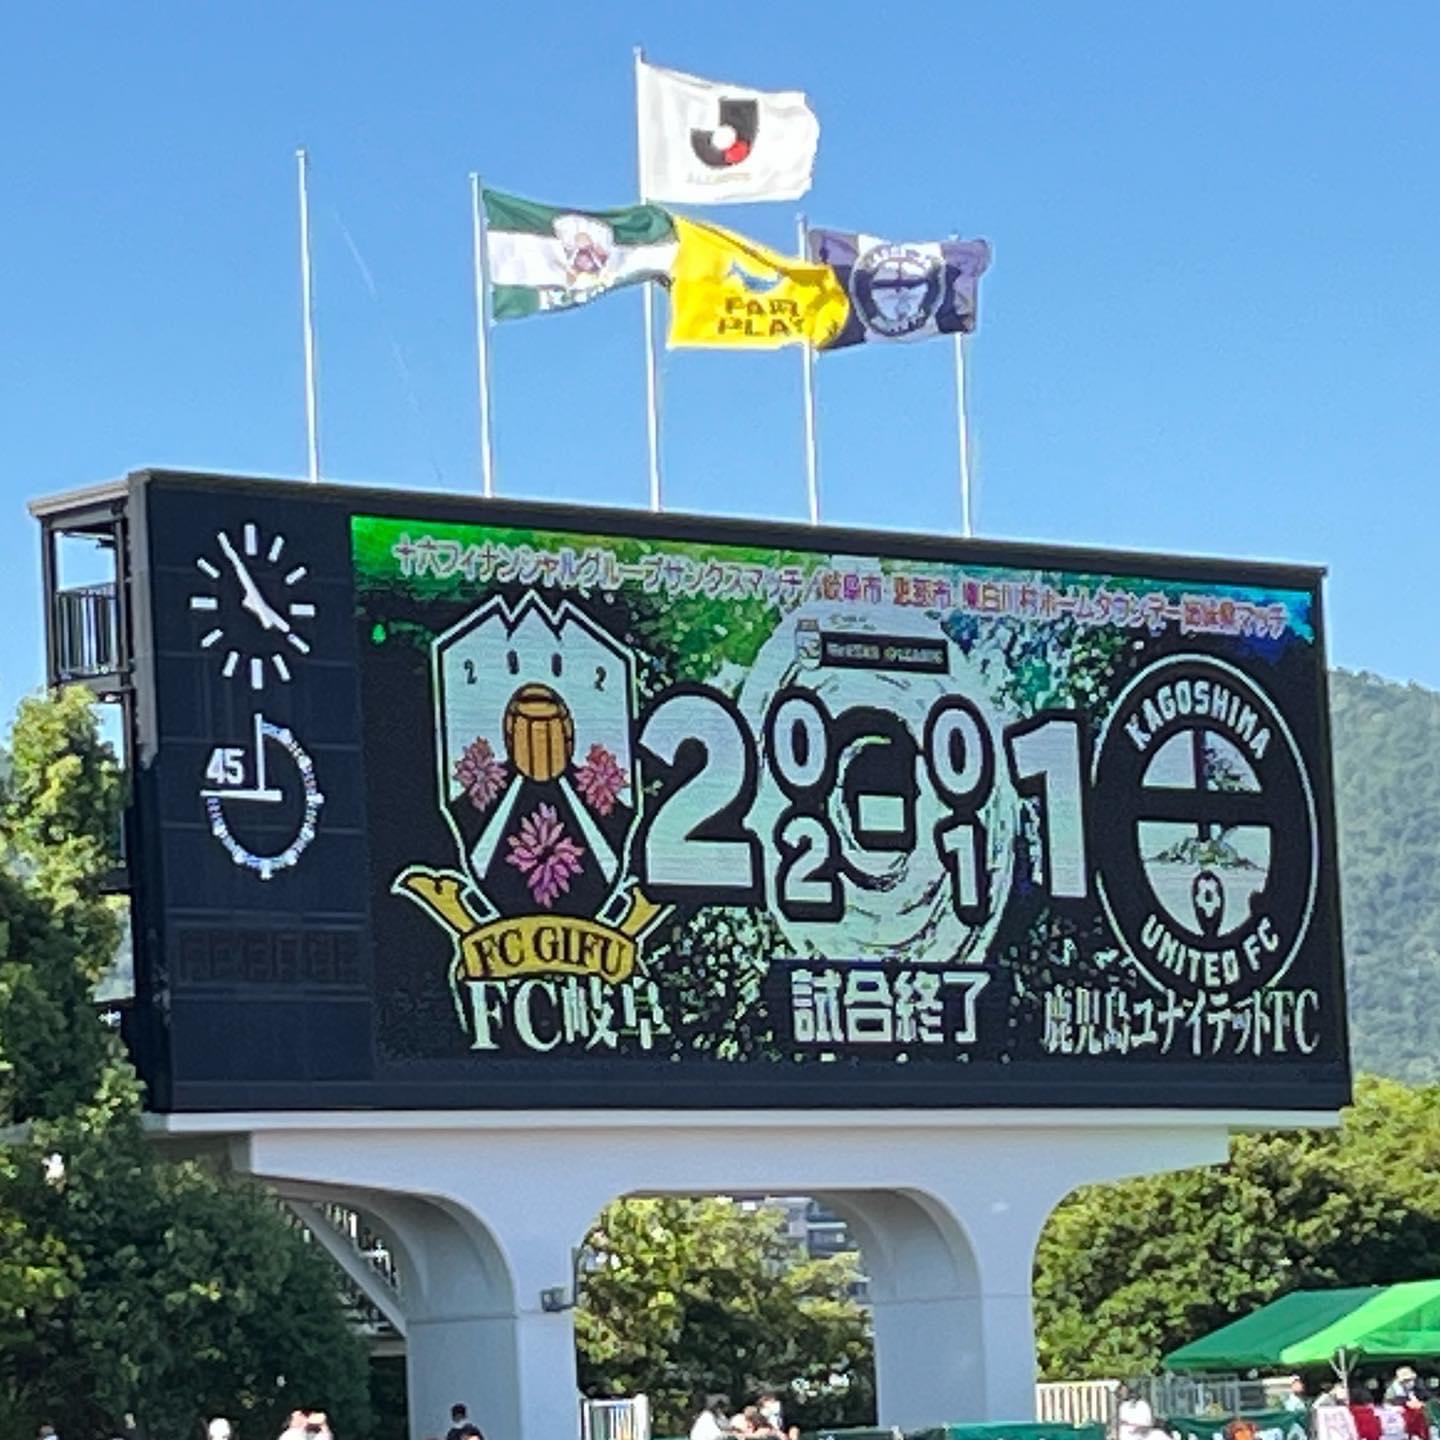 J.LEAGUE
FAIR
PLAY
十六フィナンシャルグループサンクスマッチ/岐阜市・恵那市・東白川村ホームタウンデー 岐阜県マッチ
2002
2 0 - 0 1
2 1
45
KAGOSHIMA
UNITED FC
FC GIFU
FC岐阜
試合終了
鹿児島ユナイテッドFC